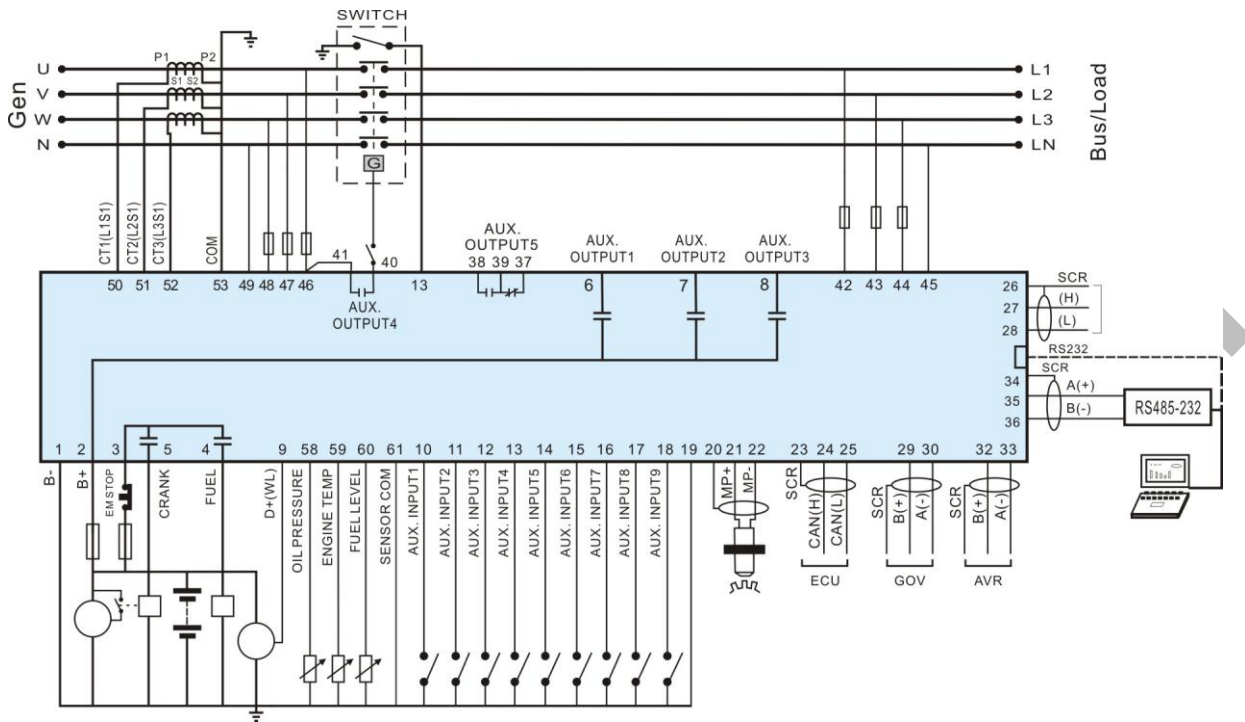 SWITCH
P1 P2
S1 S2
Gen
U
V
W
N
L1
L2
L3
LN
Bus/Load
G
CT1(L1S1)
CT2(L2S1)
CT3(L3S1)
COM
50 51 52 53 49 48 47 46 41 40 13
AUX.
OUTPUT4
AUX.
OUTPUT5
38 39 37
AUX.
OUTPUT1
6
AUX.
OUTPUT2
7
AUX.
OUTPUT3
8
42 43 44 45
26 SCR
27 (H)
28 (L)
RS232
34 SCR
35 A(+)
36 B(-)
RS485-232
1 2 3 5 4 9 58 59 60 61 10 11 12 13 14 15 16 17 18 19 20 21 22 23 24 25 29 30 32 33
B-
B+
EM STOP
CRANK
FUEL
D+(WL)
OIL PRESSURE
ENGINE TEMP
FUEL LEVEL
SENSOR COM
AUX. INPUT1
AUX. INPUT2
AUX. INPUT3
AUX. INPUT4
AUX. INPUT5
AUX. INPUT6
AUX. INPUT7
AUX. INPUT8
AUX. INPUT9
MP+
MP-
SCR
CAN(H)
CAN(L)
ECU
SCR
B(+)
A(-)
GOV
SCR
B(+)
A(-)
AVR